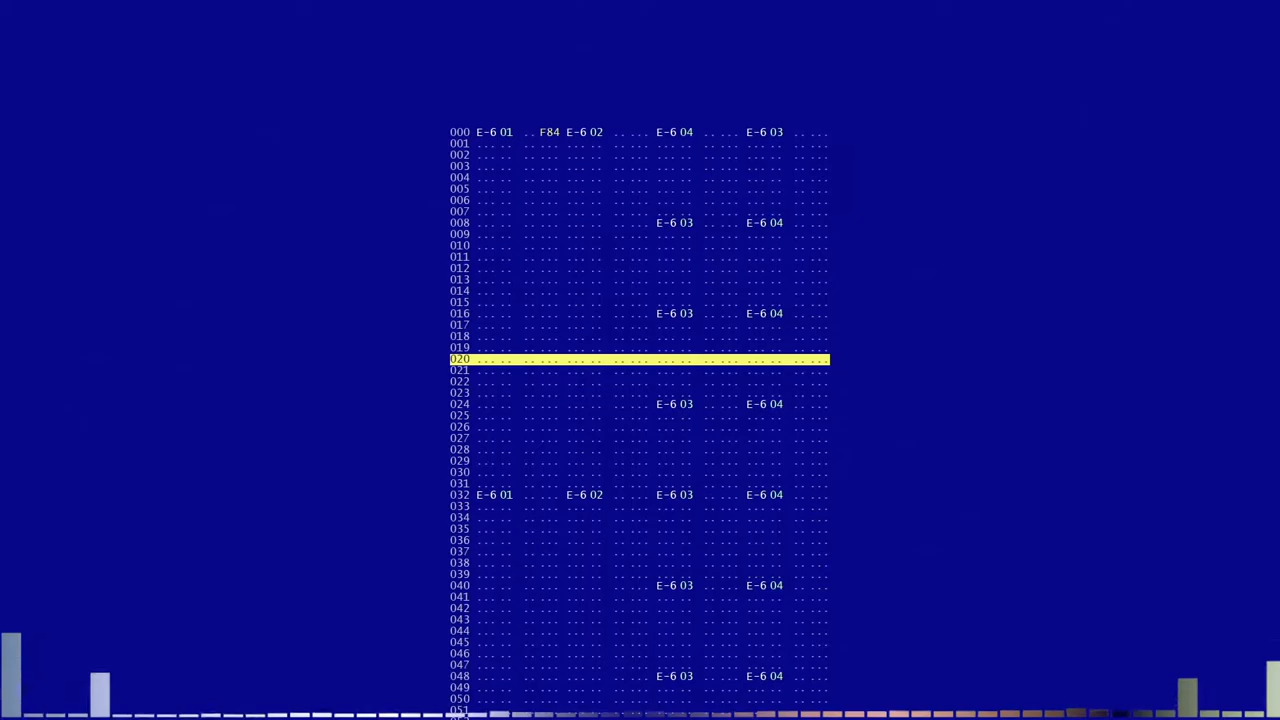 000 E-6 01 .. F84 E-6 02 .. ... E-6 04 .. ... E-6 03 .. ...
001 ... .. .. ... ... .. .. ... ... .. .. ... ... .. .. ...
002 ... .. .. ... ... .. .. ... ... .. .. ... ... .. .. ...
003 ... .. .. ... ... .. .. ... ... .. .. ... ... .. .. ...
004 ... .. .. ... ... .. .. ... ... .. .. ... ... .. .. ...
005 ... .. .. ... ... .. .. ... ... .. .. ... ... .. .. ...
006 ... .. .. ... ... .. .. ... ... .. .. ... ... .. .. ...
007 ... .. .. ... ... .. .. ... ... .. .. ... ... .. .. ...
008 ... .. .. ... ... .. .. ... E-6 03 .. ... E-6 04 .. ...
009 ... .. .. ... ... .. .. ... ... .. .. ... ... .. .. ...
010 ... .. .. ... ... .. .. ... ... .. .. ... ... .. .. ...
011 ... .. .. ... ... .. .. ... ... .. .. ... ... .. .. ...
012 ... .. .. ... ... .. .. ... ... .. .. ... ... .. .. ...
013 ... .. .. ... ... .. .. ... ... .. .. ... ... .. .. ...
014 ... .. .. ... ... .. .. ... ... .. .. ... ... .. .. ...
015 ... .. .. ... ... .. .. ... ... .. .. ... ... .. .. ...
016 ... .. .. ... ... .. .. ... E-6 03 .. ... E-6 04 .. ...
017 ... .. .. ... ... .. .. ... ... .. .. ... ... .. .. ...
018 ... .. .. ... ... .. .. ... ... .. .. ... ... .. .. ...
019 ... .. .. ... ... .. .. ... ... .. .. ... ... .. .. ...
020 ... .. .. ... ... .. .. ... ... .. .. ... ... .. .. ...
021 ... .. .. ... ... .. .. ... ... .. .. ... ... .. .. ...
022 ... .. .. ... ... .. .. ... ... .. .. ... ... .. .. ...
023 ... .. .. ... ... .. .. ... ... .. .. ... ... .. .. ...
024 ... .. .. ... ... .. .. ... E-6 03 .. ... E-6 04 .. ...
025 ... .. .. ... ... .. .. ... ... .. .. ... ... .. .. ...
026 ... .. .. ... ... .. .. ... ... .. .. ... ... .. .. ...
027 ... .. .. ... ... .. .. ... ... .. .. ... ... .. .. ...
028 ... .. .. ... ... .. .. ... ... .. .. ... ... .. .. ...
029 ... .. .. ... ... .. .. ... ... .. .. ... ... .. .. ...
030 ... .. .. ... ... .. .. ... ... .. .. ... ... .. .. ...
031 ... .. .. ... ... .. .. ... ... .. .. ... ... .. .. ...
032 E-6 01 .. ... E-6 02 .. ... E-6 03 .. ... E-6 04 .. ...
033 ... .. .. ... ... .. .. ... ... .. .. ... ... .. .. ...
034 ... .. .. ... ... .. .. ... ... .. .. ... ... .. .. ...
035 ... .. .. ... ... .. .. ... ... .. .. ... ... .. .. ...
036 ... .. .. ... ... .. .. ... ... .. .. ... ... .. .. ...
037 ... .. .. ... ... .. .. ... ... .. .. ... ... .. .. ...
038 ... .. .. ... ... .. .. ... ... .. .. ... ... .. .. ...
039 ... .. .. ... ... .. .. ... ... .. .. ... ... .. .. ...
040 ... .. .. ... ... .. .. ... E-6 03 .. ... E-6 04 .. ...
041 ... .. .. ... ... .. .. ... ... .. .. ... ... .. .. ...
042 ... .. .. ... ... .. .. ... ... .. .. ... ... .. .. ...
043 ... .. .. ... ... .. .. ... ... .. .. ... ... .. .. ...
044 ... .. .. ... ... .. .. ... ... .. .. ... ... .. .. ...
045 ... .. .. ... ... .. .. ... ... .. .. ... ... .. .. ...
046 ... .. .. ... ... .. .. ... ... .. .. ... ... .. .. ...
047 ... .. .. ... ... .. .. ... ... .. .. ... ... .. .. ...
048 ... .. .. ... ... .. .. ... E-6 03 .. ... E-6 04 .. ...
049 ... .. .. ... ... .. .. ... ... .. .. ... ... .. .. ...
050 ... .. .. ... ... .. .. ... ... .. .. ... ... .. .. ...
051